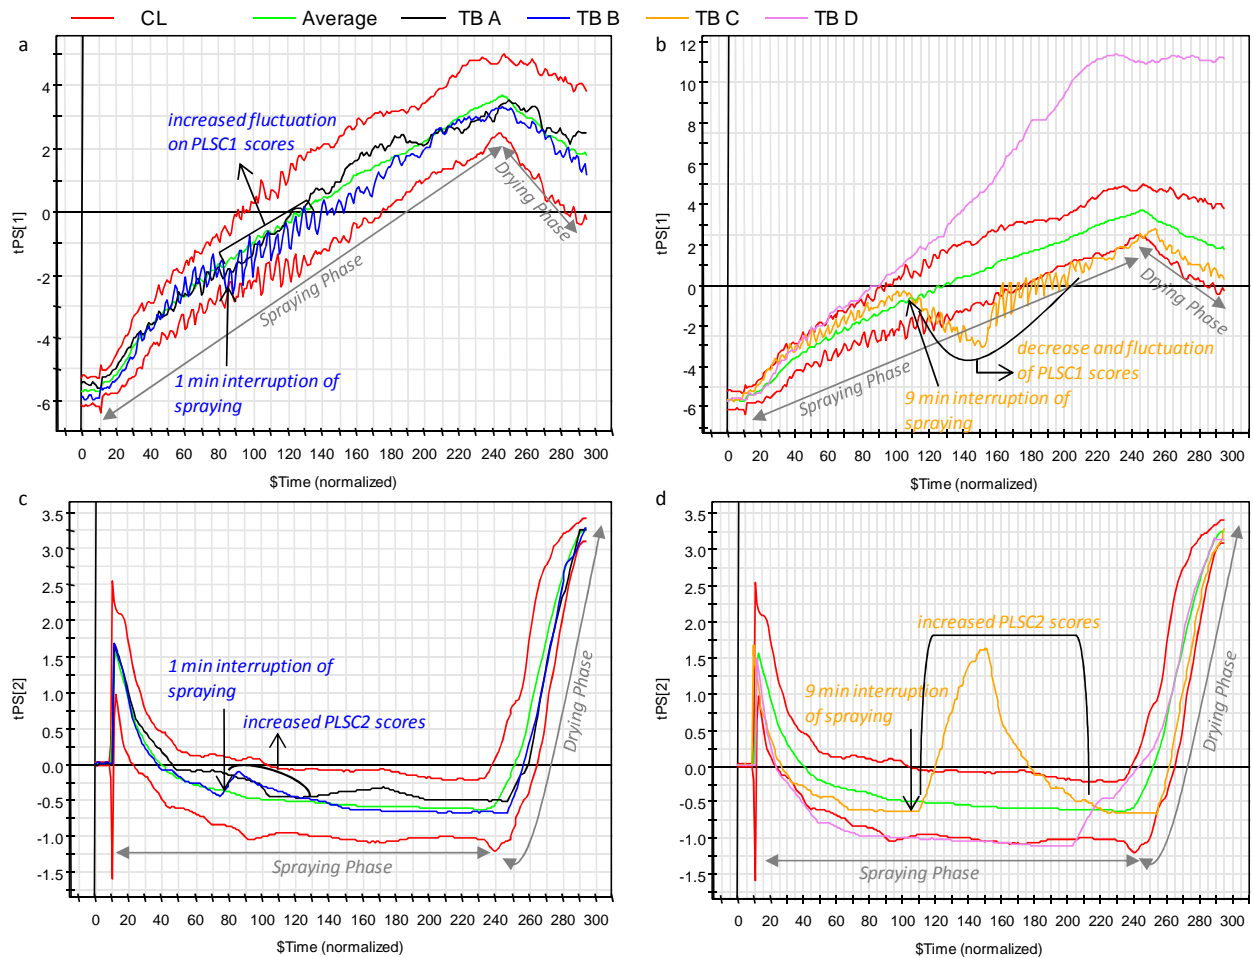 CL Average TB A TB B TB C TB D
a
4
2
0
-2
-4
-6
tPS[1]
increased fluctuation
on PLSC1 scores
Spraying Phase
Drying Phase
1 min interruption of
spraying
0 20 40 60 80 100 120 140 160 180 200 220 240 260 280 300
$Time (normalized)
b
12
10
8
6
4
2
0
-2
-4
-6
tPS[1]
Spraying Phase
Drying Phase
decrease and fluctuation
of PLSC1 scores
9 min interruption of
spraying
0 20 40 60 80 100 120 140 160 180 200 220 240 260 280 300
$Time (normalized)
c
3.5
3.0
2.5
2.0
1.5
1.0
0.5
0.0
-0.5
-1.0
-1.5
tPS[2]
1 min interruption of
spraying
increased PLSC2 scores
Spraying Phase
Drying Phase
0 20 40 60 80 100 120 140 160 180 200 220 240 260 280 300
$Time (normalized)
d
3.5
3.0
2.5
2.0
1.5
1.0
0.5
0.0
-0.5
-1.0
-1.5
tPS[2]
increased PLSC2 scores
9 min interruption
of spraying
Spraying Phase
Drying Phase
0 20 40 60 80 100 120 140 160 180 200 220 240 260 280 300
$Time (normalized)